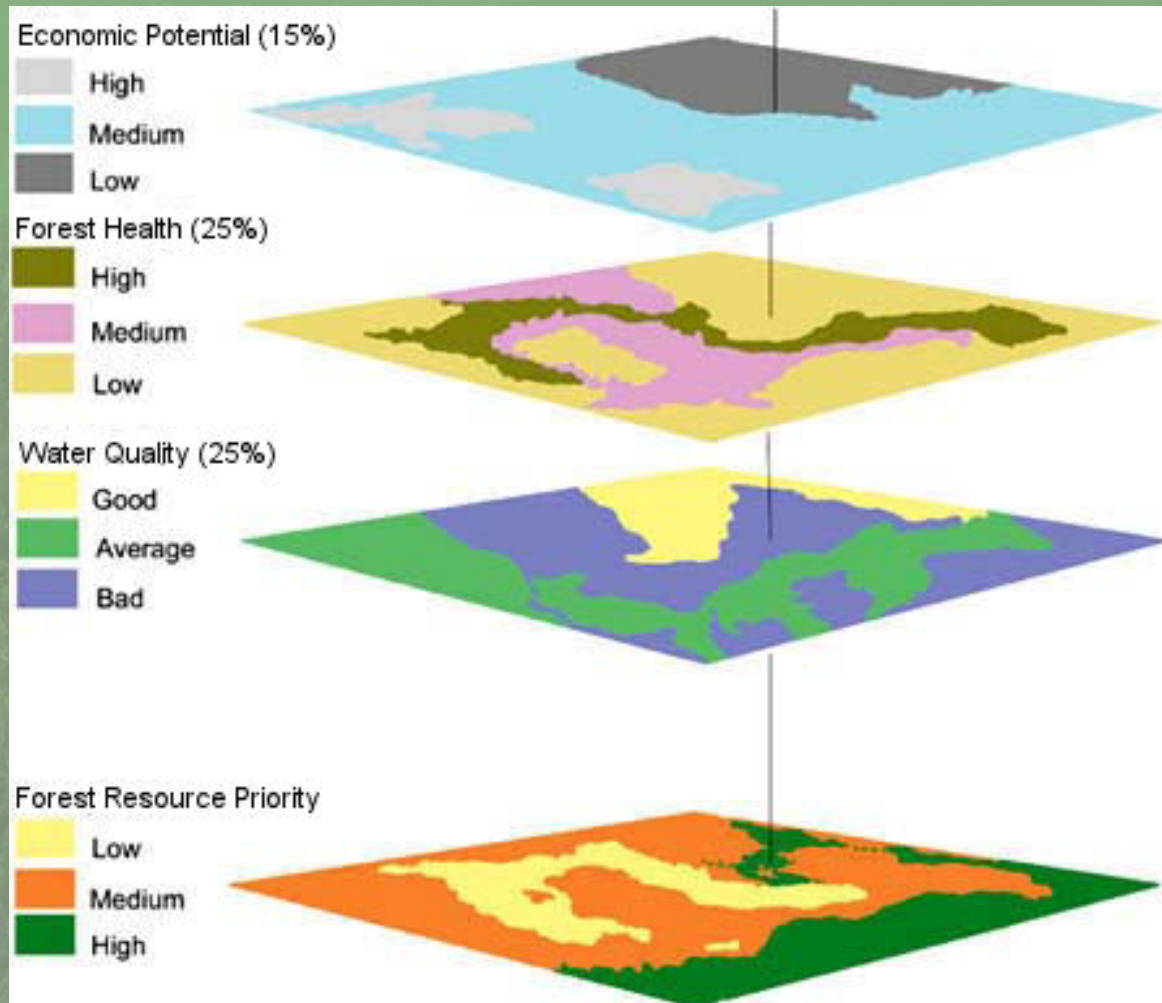 Economic Potential (15%)
High
Medium
Low
Forest Health (25%)
High
Medium
Low
Water Quality (25%)
Good
Average
Bad
Forest Resource Priority
Low
Medium
High